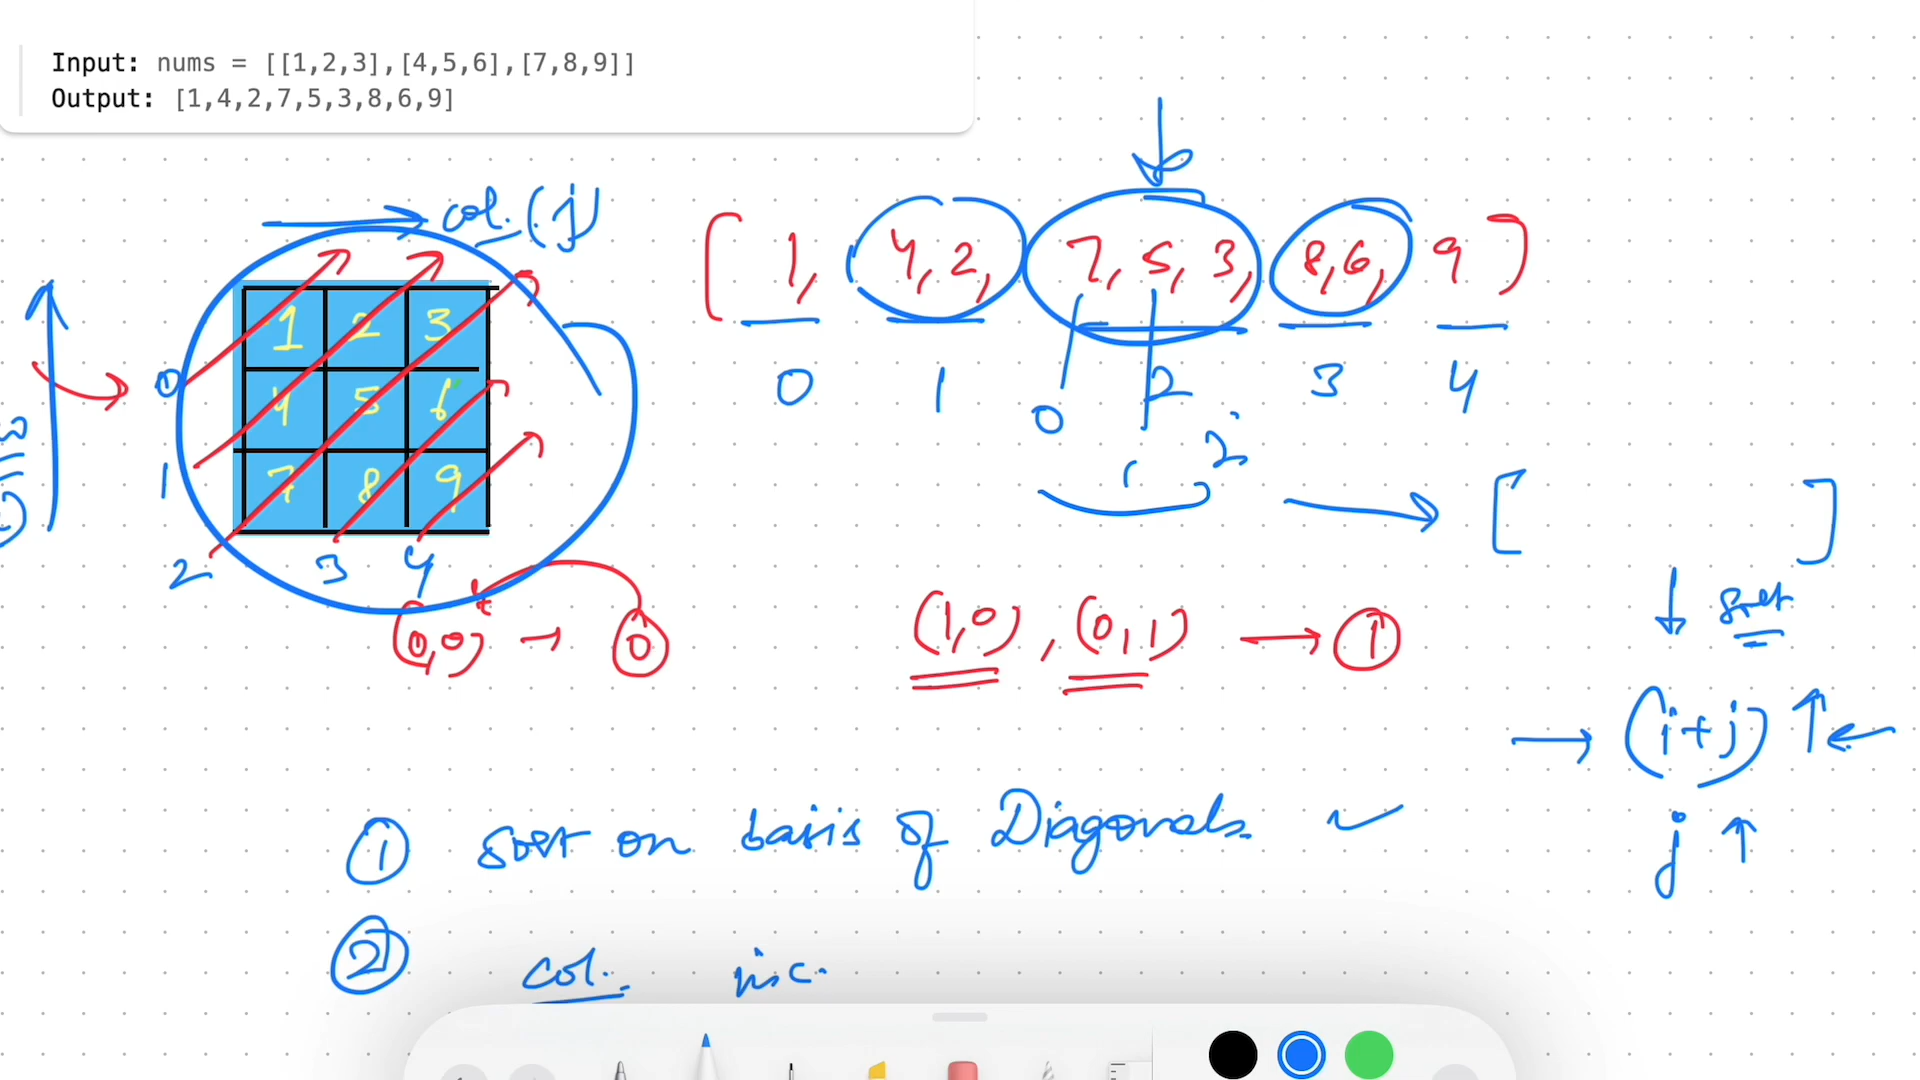 Input: nums = [[1,2,3],[4,5,6],[7,8,9]]
Output: [1,4,2,7,5,3,8,6,9]
col. (j)
[ 1, 4, 2, 7, 5, 3, 8, 6, 9 ]
1 2 3
4 5 6
7 8 9
0
1
2 3 4
0 1 2 3 4
0 1 2
[ ]
sort
(0,0) → 0
(1,0), (0,1) → 1
→ (i+j) ↑ ←
j ↑
① Sort on basis of Diagonals
② col. inc.